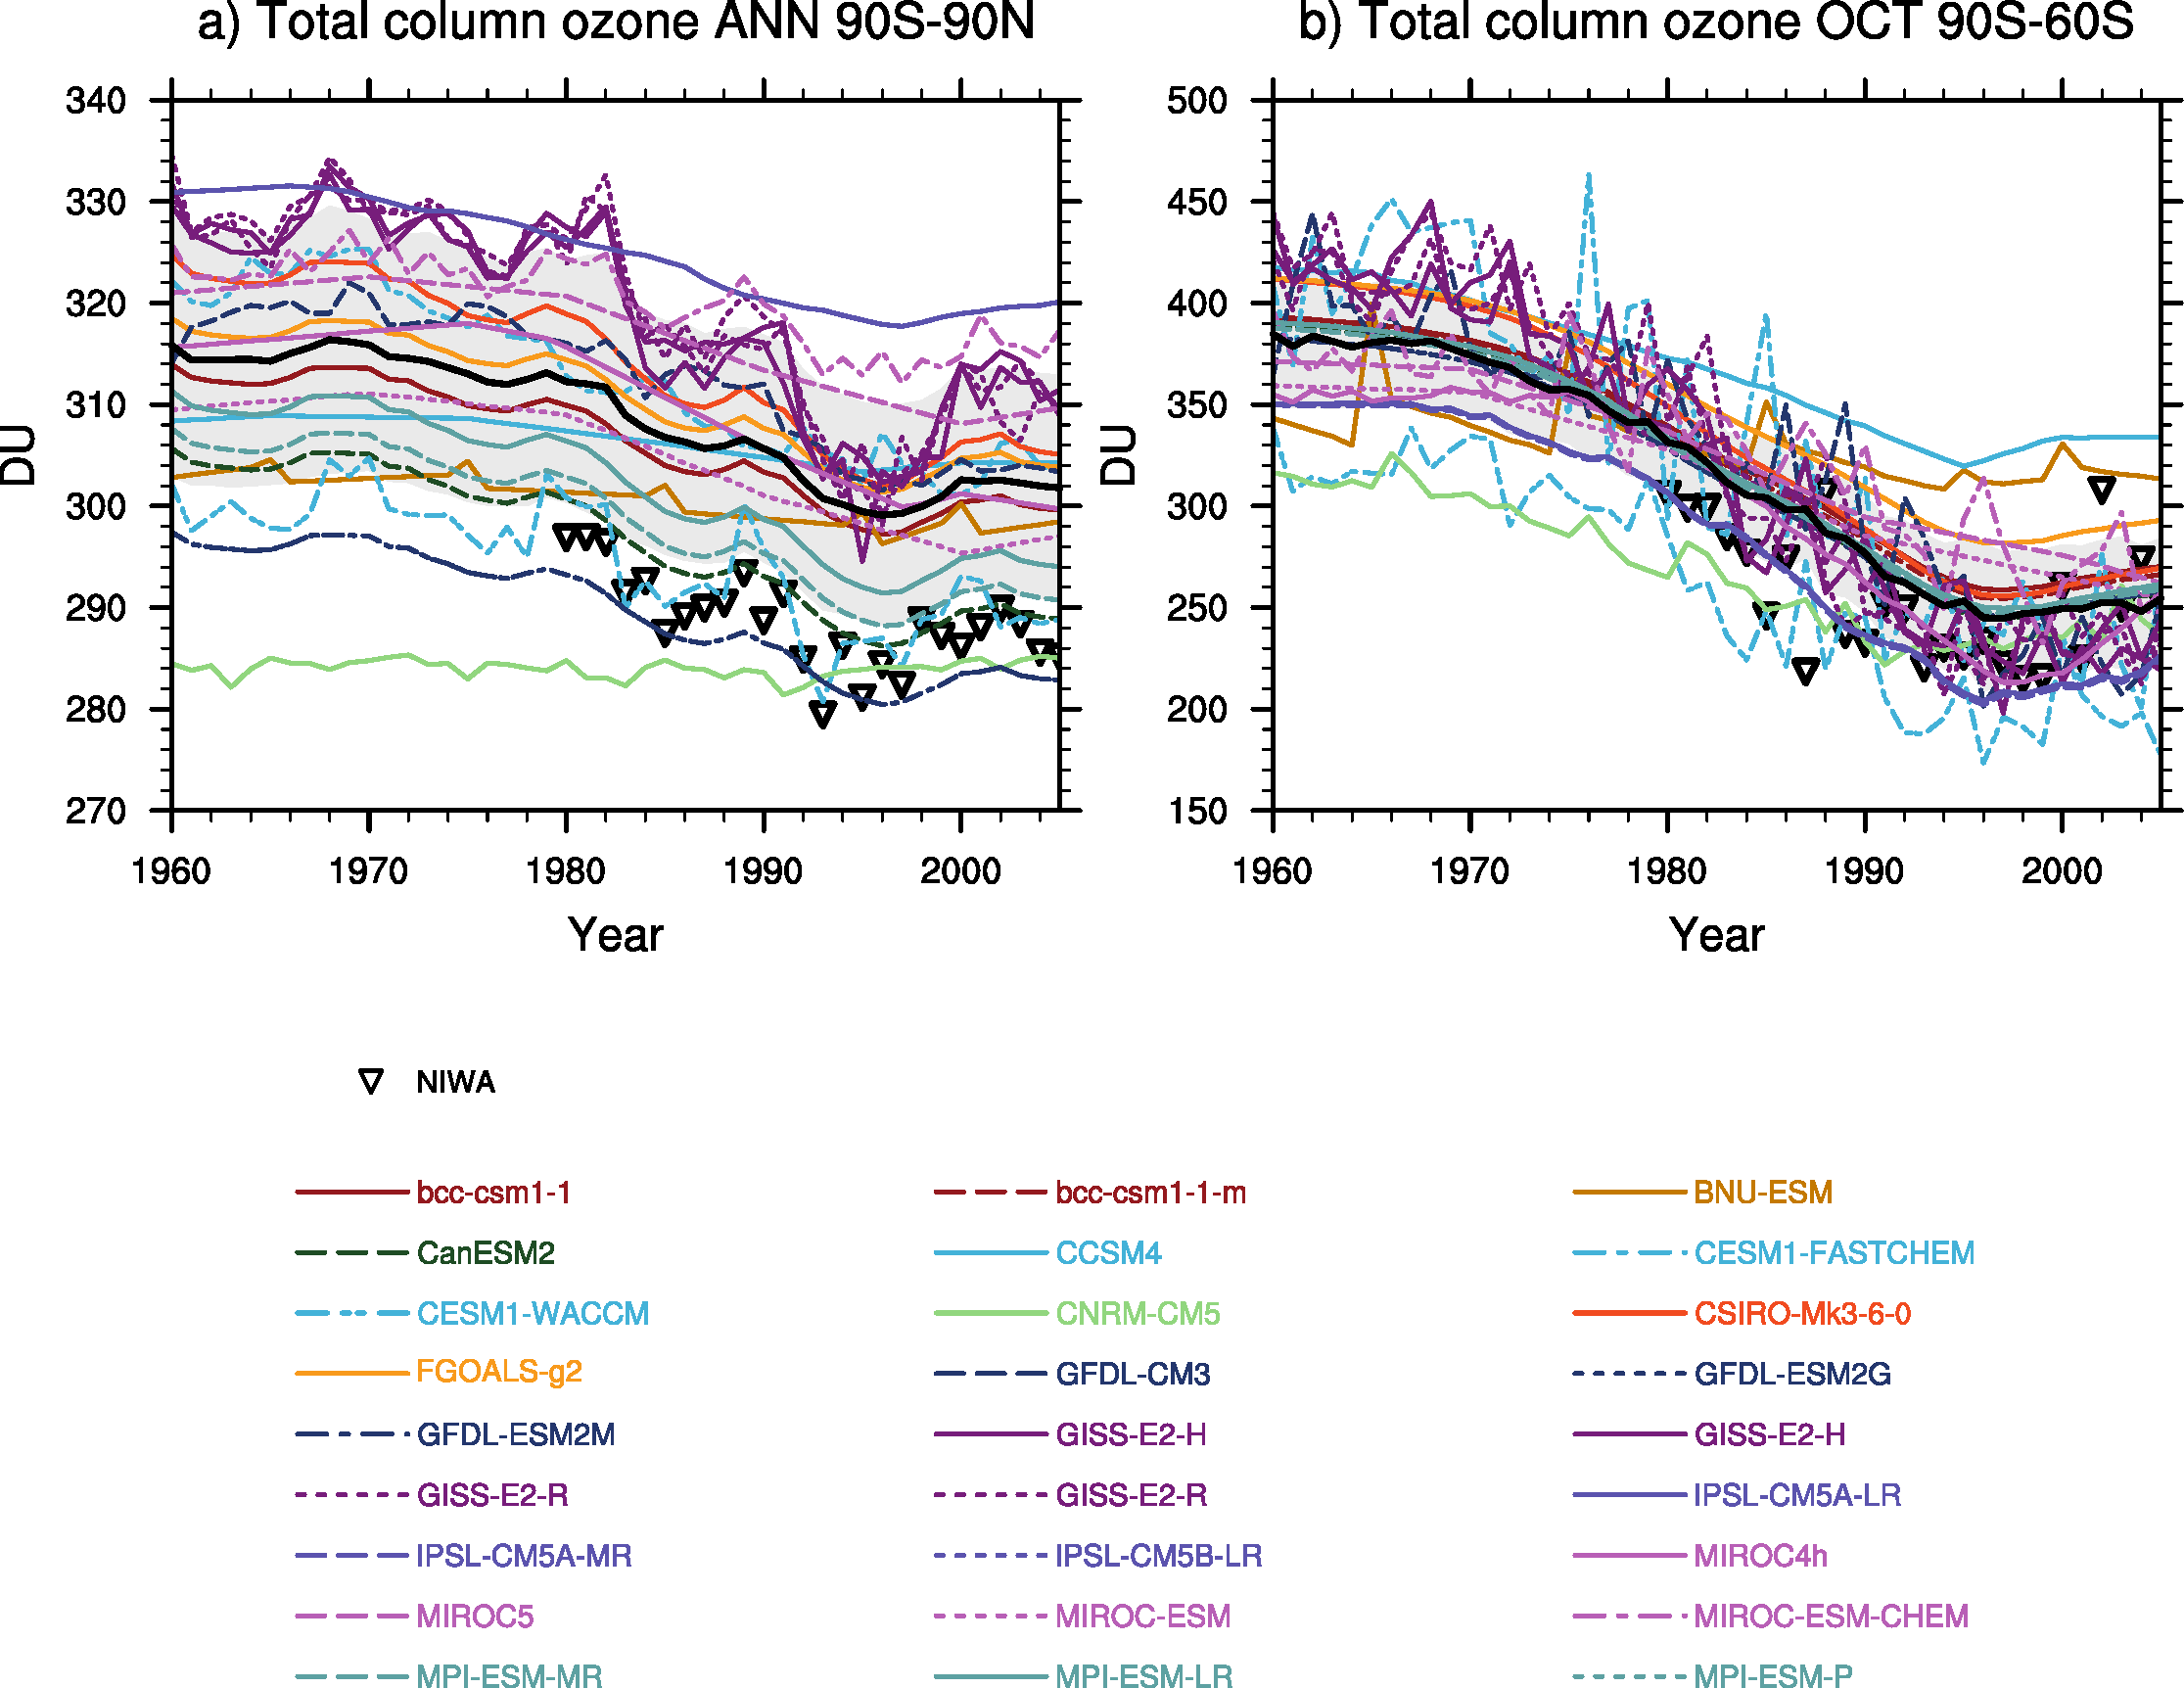 a) Total column ozone ANN 90S-90N
340
330
320
310
300
290
280
270
DU
1960 1970 1980 1990 2000
Year
b) Total column ozone OCT 90S-60S
500
450
400
350
300
250
200
150
DU
1960 1970 1980 1990 2000
Year
NIWA
bcc-csm1-1 bcc-csm1-1-m BNU-ESM
CanESM2 CCSM4 CESM1-FASTCHEM
CESM1-WACCM CNRM-CM5 CSIRO-Mk3-6-0
FGOALS-g2 GFDL-CM3 GFDL-ESM2G
GFDL-ESM2M GISS-E2-H GISS-E2-H
GISS-E2-R GISS-E2-R IPSL-CM5A-LR
IPSL-CM5A-MR IPSL-CM5B-LR MIROC4h
MIROC5 MIROC-ESM MIROC-ESM-CHEM
MPI-ESM-MR MPI-ESM-LR MPI-ESM-P